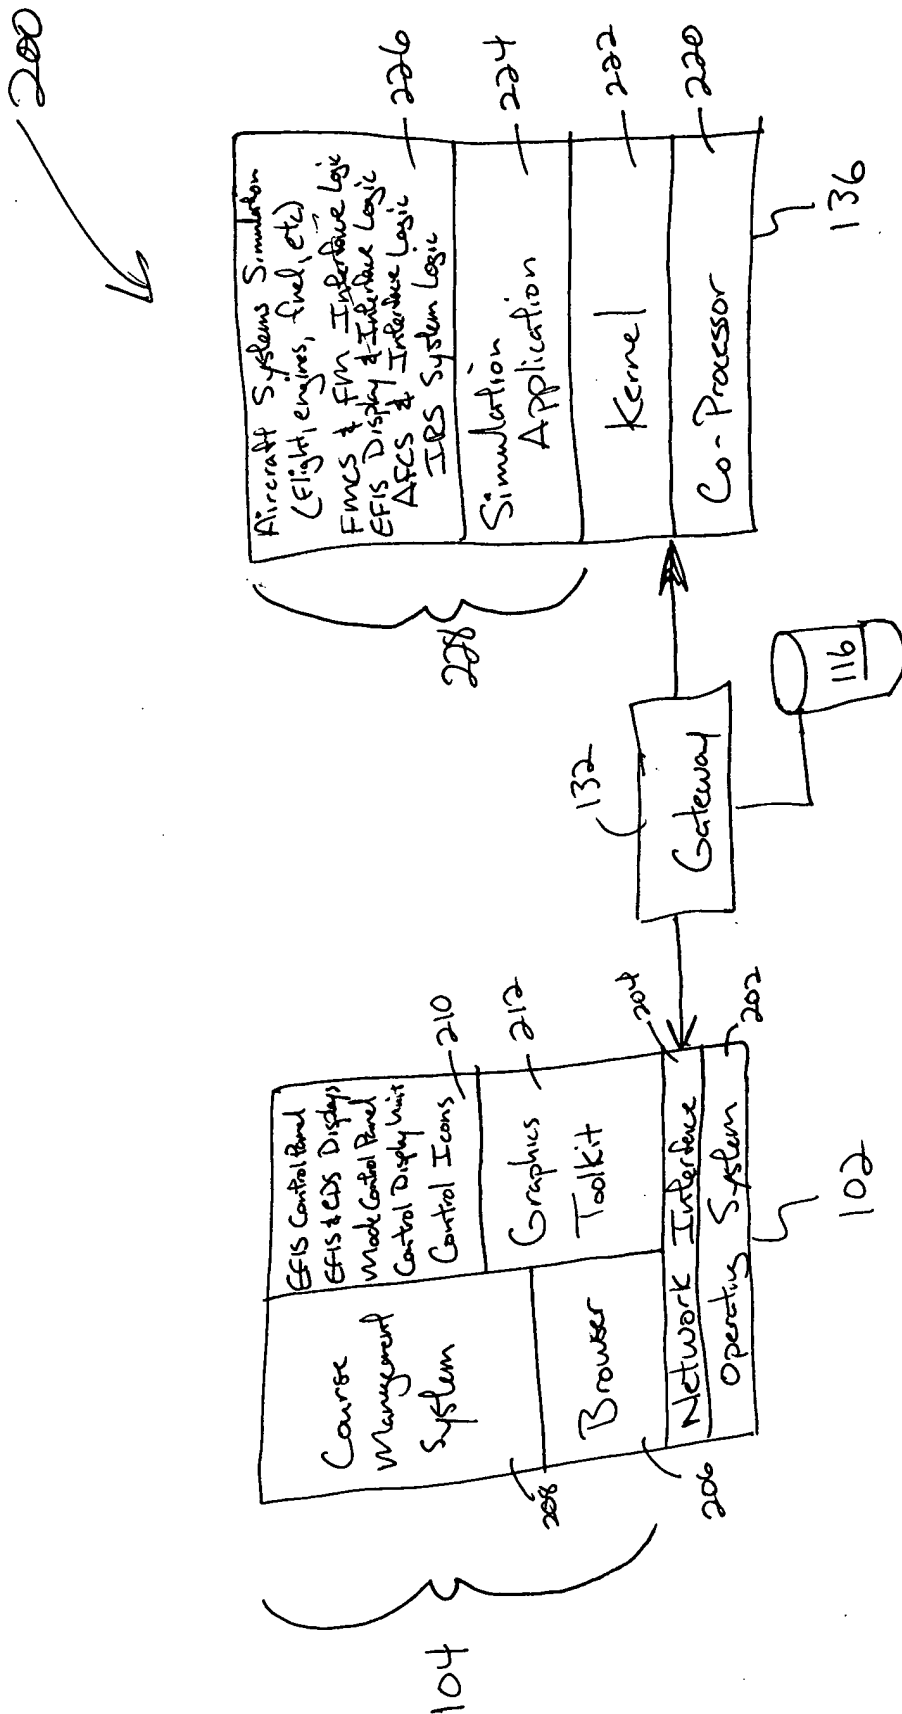 200
104
Course
Management
System
208
EFIS Control Panel
EFIS & CDS Displays
Mode Control Panel
Control Display Unit
Control Icons
210
Graphics
Toolkit
212
Browser
206
Network Interface
204
Operating System
202
102
132
Gateway
116
228
Aircraft Systems Simulation
(Flight, engines, fuel, etc)
FMCS & FM Interface Logic
EFIS Display & Interface Logic
AFCS & Interface Logic
IRS System Logic
226
Simulation
Application
224
Kernel
222
Co-Processor
220
136